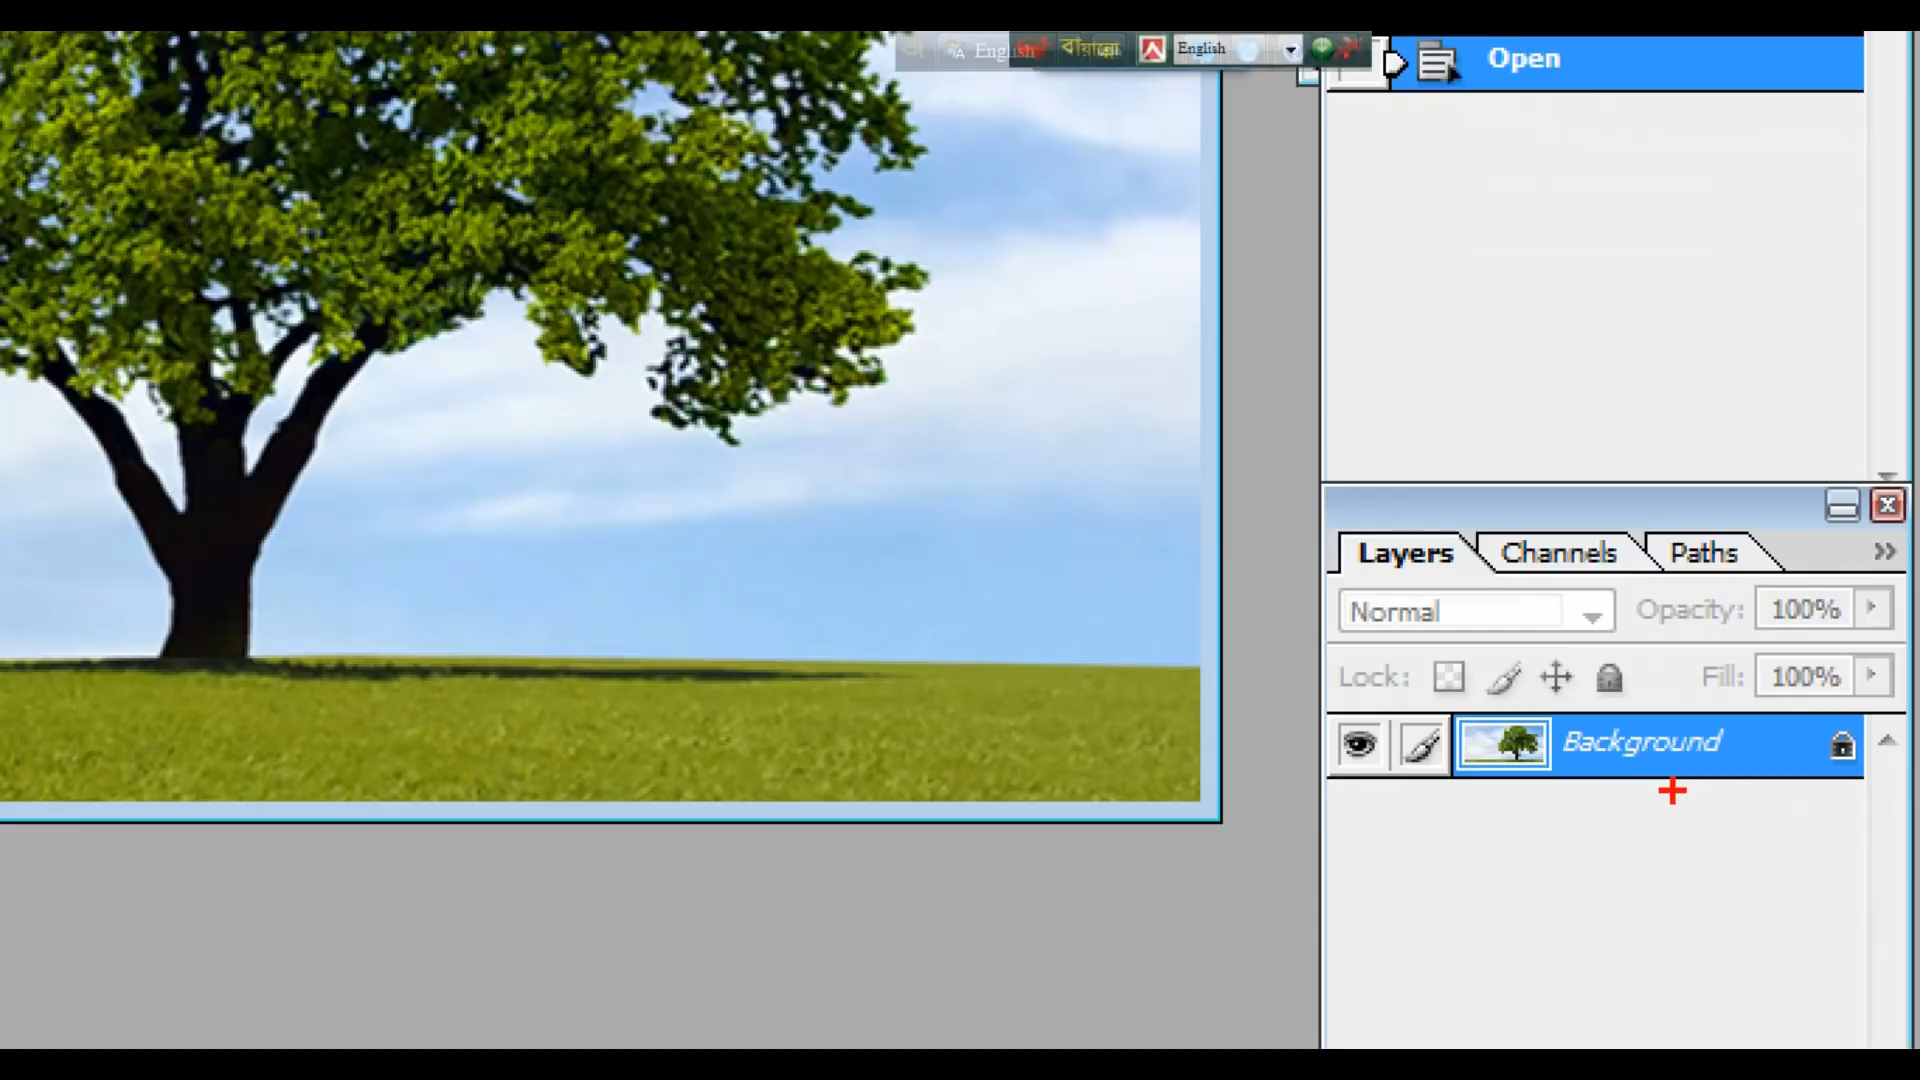 English বায়ান্নো English
Open
Layers Channels Paths
Normal Opacity: 100%
Lock: Fill: 100%
Background